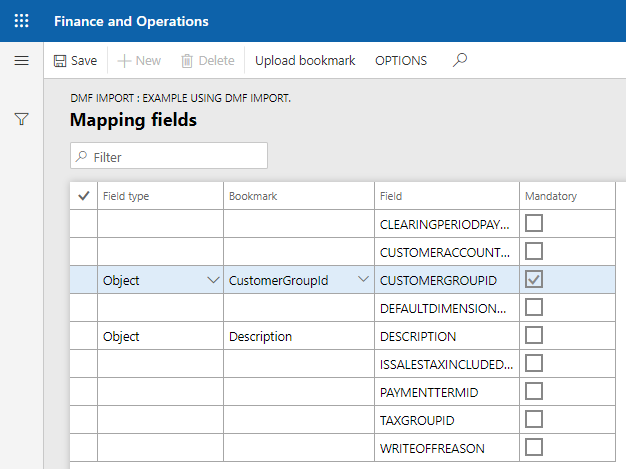 Finance and Operations
Save New Delete Upload bookmark OPTIONS
DMF IMPORT : EXAMPLE USING DMF IMPORT.
Mapping fields
Filter
Field type Bookmark Field Mandatory
CLEARINGPERIODPAY...
CUSTOMERACCOUNT...
Object CustomerGroupId CUSTOMERGROUPID
DEFAULTDIMENSION...
Object Description DESCRIPTION
ISSALESTAXINCLUDED...
PAYMENTTERMID
TAXGROUPID
WRITEOFFREASON